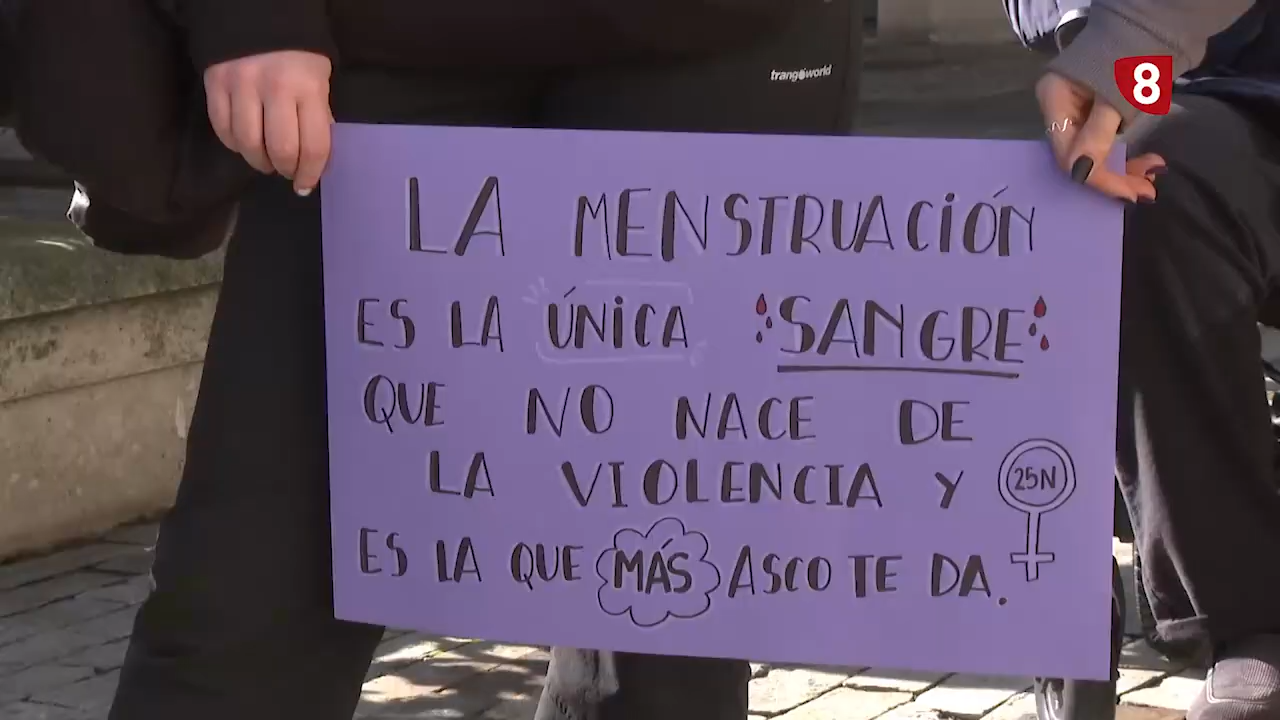 trangoworld
8
LA MENSTRUACIÓN
ES LA ÚNICA SANGRE
QUE NO NACE DE
LA VIOLENCIA Y
25N
ES LA QUE MÁS ASCO TE DA.